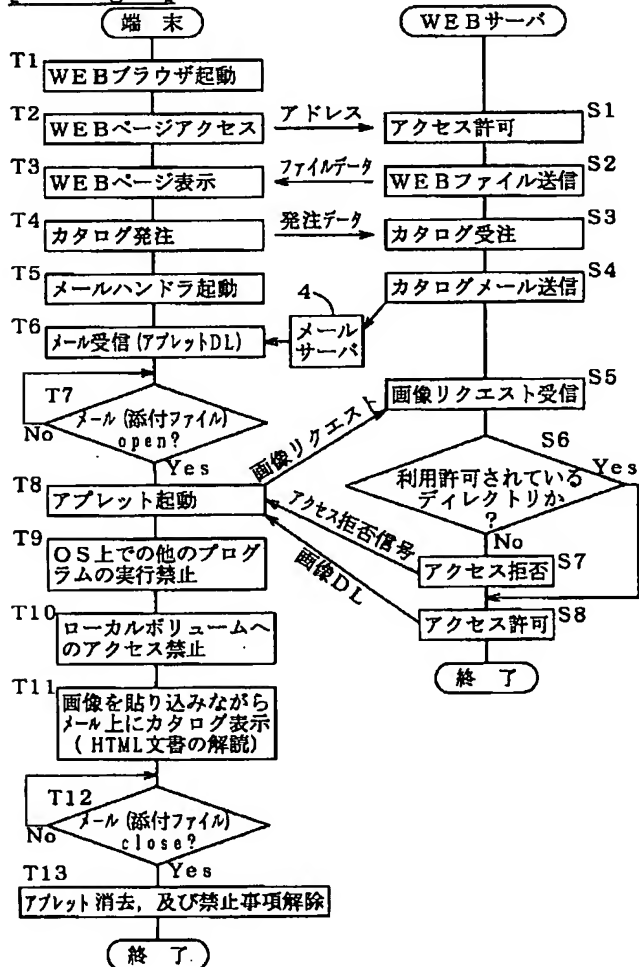 端　末
T1
WEBブラウザ起動
T2
WEBページアクセス
T3
WEBページ表示
T4
カタログ発注
T5
メールハンドラ起動
T6
メール受信(アプレットDL)
T7
メール(添付ファイル)
open?
No
Yes
T8
アプレット起動
T9
OS上での他のプログ
ラムの実行禁止
T10
ローカルボリュームへ
のアクセス禁止
T11
画像を貼り込みながら
メール上にカタログ表示
(HTML文書の解読)
T12
メール(添付ファイル)
close?
No
Yes
T13
アプレット消去,及び禁止事項解除
終　了
アドレス
ファイルデータ
発注データ
4
メール
サーバ
画像リクエスト
アクセス拒否信号
画像DL
WEBサーバ
S1
アクセス許可
S2
WEBファイル送信
S3
カタログ受注
S4
カタログメール送信
S5
画像リクエスト受信
S6
利用許可されている
ディレクトリか
?
Yes
No
S7
アクセス拒否
S8
アクセス許可
終　了